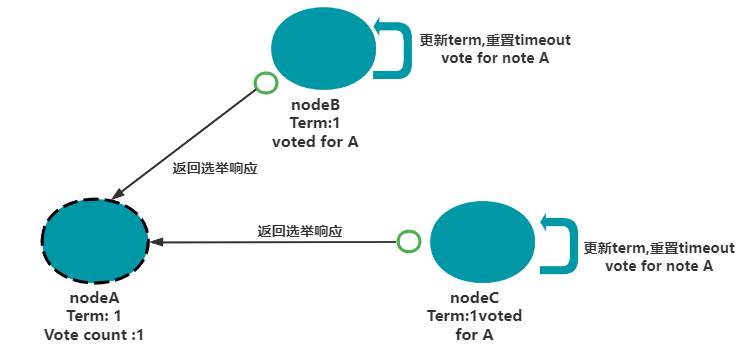 更新term,重置timeout
vote for note A
nodeB
Term:1
voted for A
返回选举响应
返回选举响应
更新term,重置timeout
vote for note A
nodeA
Term: 1
Vote count :1
nodeC
Term:1voted
for A